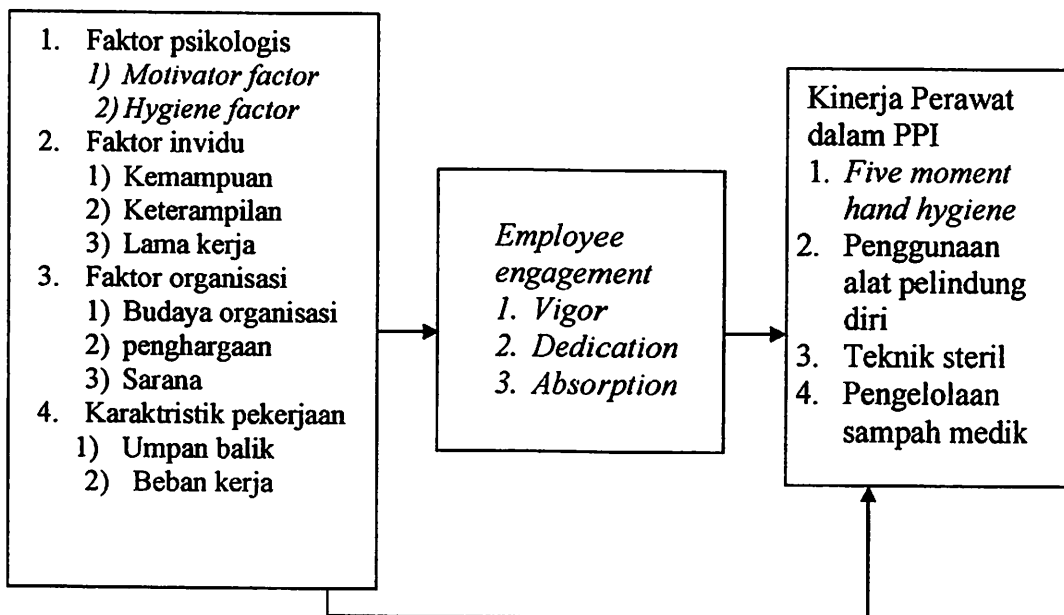 1. Faktor psikologis
1) Motivator factor
2) Hygiene factor
2. Faktor invidu
1) Kemampuan
2) Keterampilan
3) Lama kerja
3. Faktor organisasi
1) Budaya organisasi
2) penghargaan
3) Sarana
4. Karaktristik pekerjaan
1) Umpan balik
2) Beban kerja
Employee
engagement
1. Vigor
2. Dedication
3. Absorption
Kinerja Perawat
dalam PPI
1. Five moment
hand hygiene
2. Penggunaan
alat pelindung
diri
3. Teknik steril
4. Pengelolaan
sampah medik